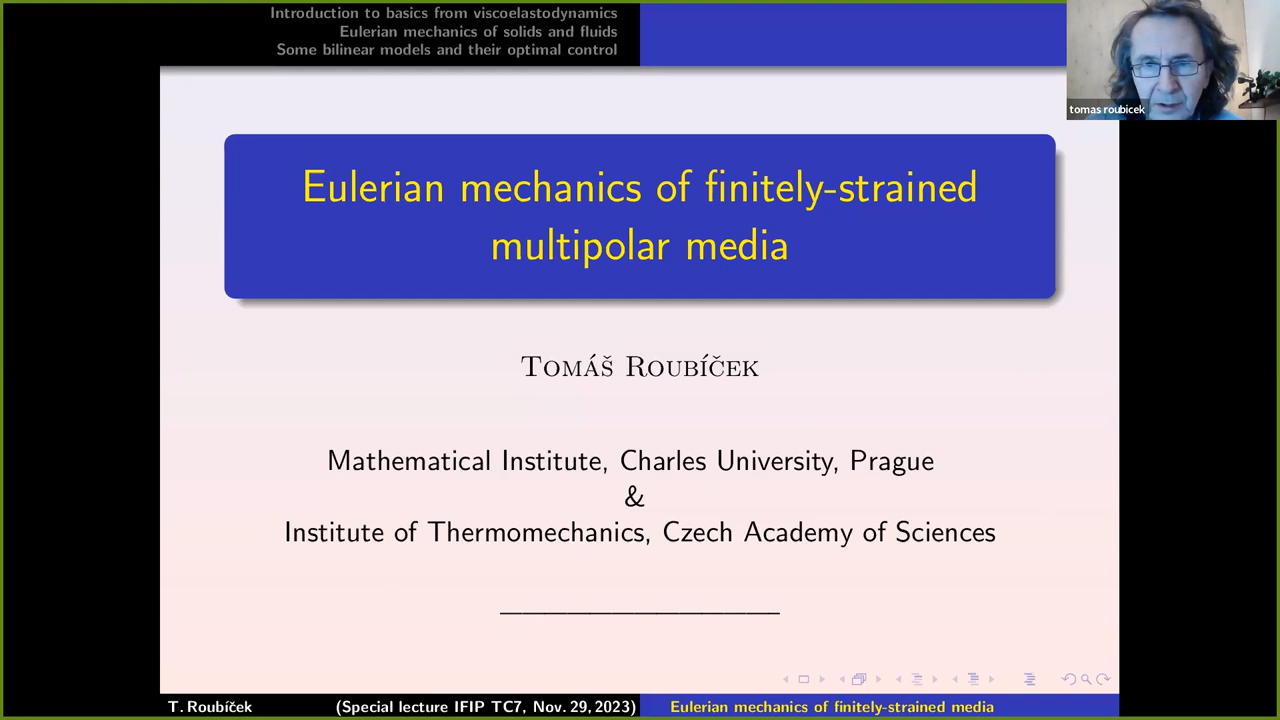 Introduction to basics from viscoelastodynamics
Eulerian mechanics of solids and fluids
Some bilinear models and their optimal control
tomas roubicek
Eulerian mechanics of finitely-strained
multipolar media
Tomáš Roubíček
Mathematical Institute, Charles University, Prague
&
Institute of Thermomechanics, Czech Academy of Sciences
T. Roubíček (Special lecture IFIP TC7, Nov. 29, 2023) Eulerian mechanics of finitely-strained media